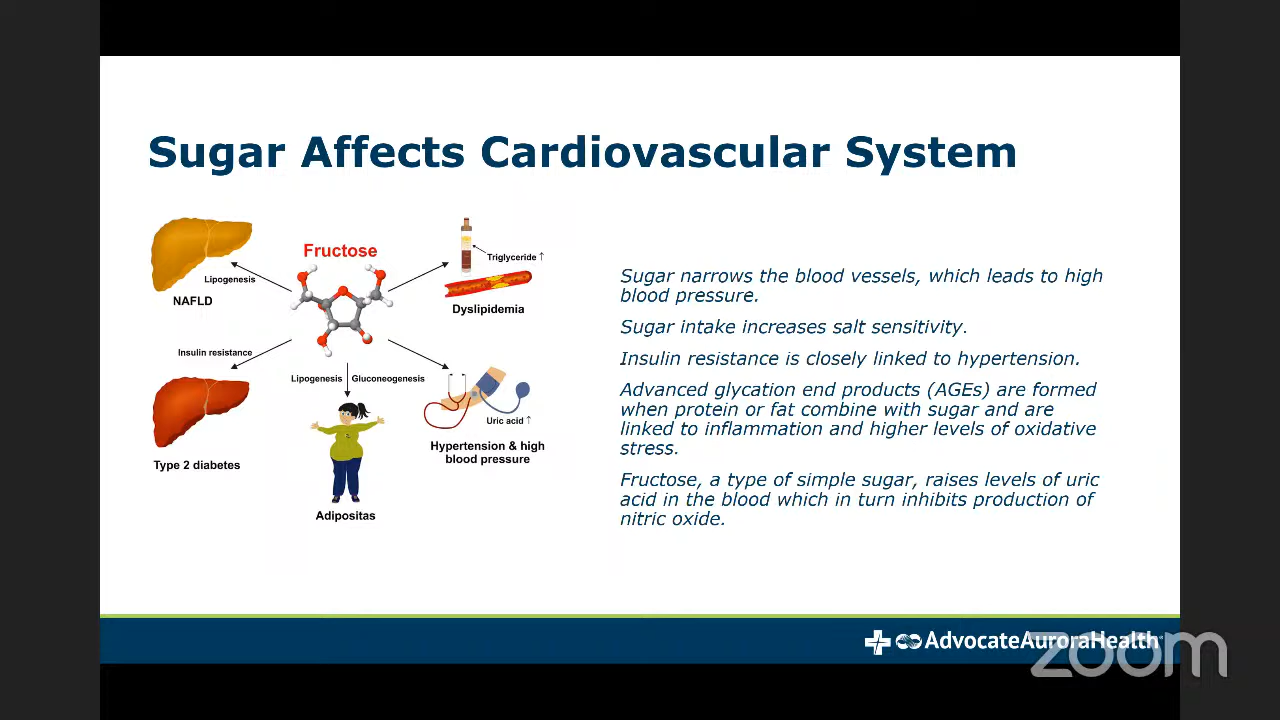 Sugar Affects Cardiovascular System
Fructose
Lipogenesis
NAFLD
Triglyceride ↑
Dyslipidemia
Insulin resistance
Type 2 diabetes
Lipogenesis
Gluconeogenesis
Adipositas
Uric acid ↑
Hypertension & high
blood pressure
Sugar narrows the blood vessels, which leads to high
blood pressure.
Sugar intake increases salt sensitivity.
Insulin resistance is closely linked to hypertension.
Advanced glycation end products (AGEs) are formed
when protein or fat combine with sugar and are
linked to inflammation and higher levels of oxidative
stress.
Fructose, a type of simple sugar, raises levels of uric
acid in the blood which in turn inhibits production of
nitric oxide.
AdvocateAuroraHealth®
zoom